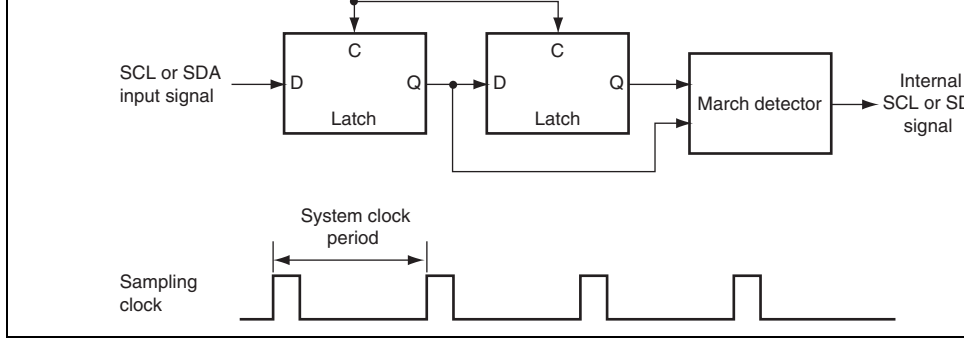 C
C
SCL or SDA
input signal
D
Q
D
Q
Latch
Latch
March detector
Internal
SCL or SD
signal
System clock
period
Sampling
clock